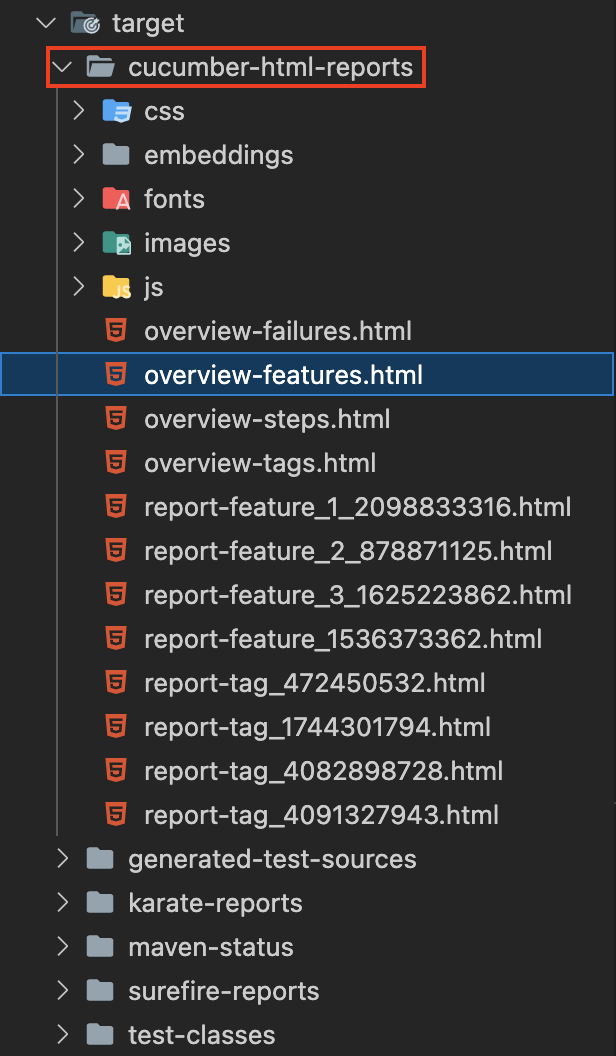 target
cucumber-html-reports
css
embeddings
fonts
images
js
overview-failures.html
overview-features.html
overview-steps.html
overview-tags.html
report-feature_1_2098833316.html
report-feature_2_878871125.html
report-feature_3_1625223862.html
report-feature_1536373362.html
report-tag_472450532.html
report-tag_1744301794.html
report-tag_4082898728.html
report-tag_4091327943.html
generated-test-sources
karate-reports
maven-status
surefire-reports
test-classes